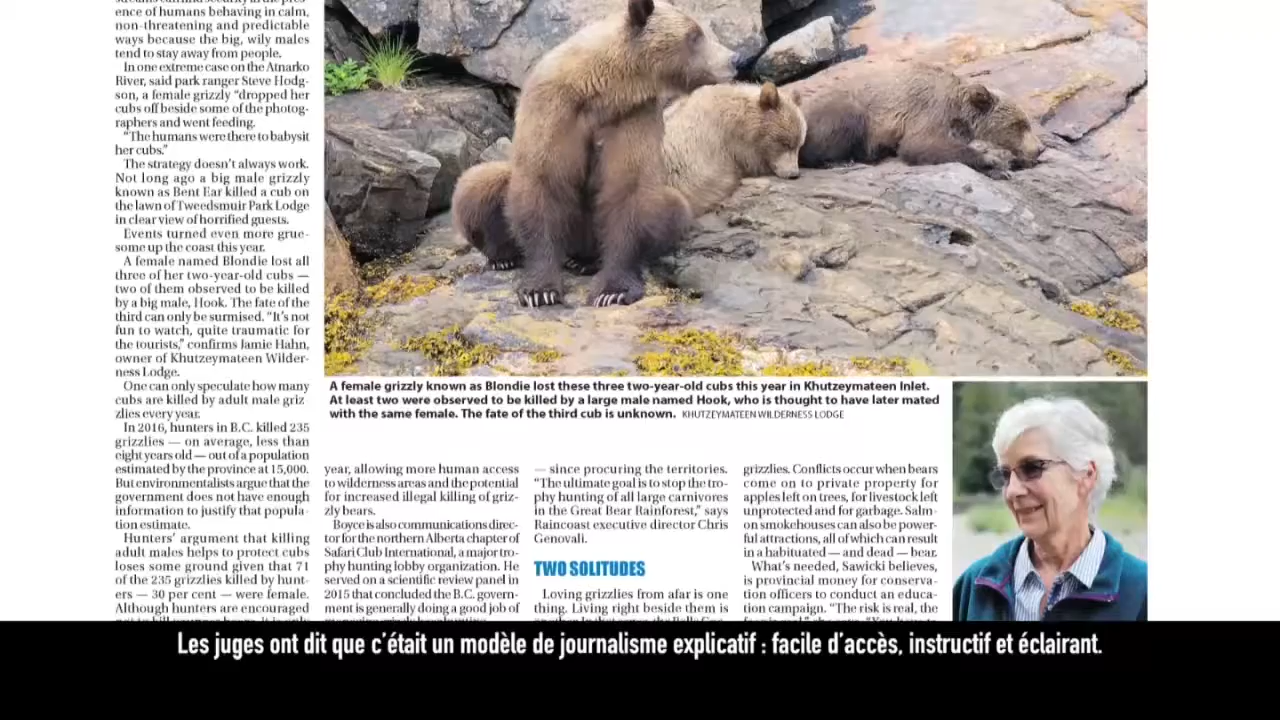 ence of humans behaving in calm,
non-threatening and predictable
ways because the big, wily males
tend to stay away from people.
In one extreme case on the Atnarko
River, said park ranger Steve Hodg-
son, a female grizzly “dropped her
cubs off beside some of the photog-
raphers and went feeding.
“The humans were there to babysit
her cubs.”
The strategy doesn’t always work.
Not long ago a big male grizzly
known as Bent Ear killed a cub on
the lawn of Tweedsmuir Park Lodge
in clear view of horrified guests.
Events turned even more grue-
some up the coast this year.
A female named Blondie lost all
three of her two-year-old cubs —
two of them observed to be killed
by a big male, Hook. The fate of the
third can only be surmised. “It’s not
fun to watch, quite traumatic for
the tourists,” confirms Jamie Hahn,
owner of Khutzeymateen Wilder-
ness Lodge.
One can only speculate how many
cubs are killed by adult male griz-
zlies every year.
In 2016, hunters in B.C. killed 235
grizzlies — on average, less than
eight years old — out of a population
estimated by the province at 15,000.
But environmentalists argue that the
government does not have enough
information to justify that popula-
tion estimate.
Hunters’ argument that killing
adult males helps to protect cubs
loses some ground given that 71
of the 235 grizzlies killed by hunt-
ers — 30 per cent — were female.
Although hunters are encouraged
A female grizzly known as Blondie lost these three two-year-old cubs this year in Khutzeymateen Inlet.
At least two were observed to be killed by a large male named Hook, who is thought to have later mated
with the same female. The fate of the third cub is unknown. KHUTZEYMATEEN WILDERNESS LODGE
year, allowing more human access
to wilderness areas and the potential
for increased illegal killing of griz-
zly bears.
Boyce is also communications direc-
tor for the northern Alberta chapter of
Safari Club International, a major tro-
phy hunting lobby organization. He
served on a scientific review panel in
2015 that concluded the B.C. govern-
ment is generally doing a good job of
— since procuring the territories.
“The ultimate goal is to stop the tro-
phy hunting of all large carnivores
in the Great Bear Rainforest,” says
Raincoast executive director Chris
Genovali.
TWO SOLITUDES
Loving grizzlies from afar is one
thing. Living right beside them is
grizzlies. Conflicts occur when bears
come on to private property for
apples left on trees, for livestock left
unprotected and for garbage. Salm-
on smokehouses can also be power-
ful attractions, all of which can result
in a habituated — and dead — bear.
What’s needed, Sawicki believes,
is provincial money for conserva-
tion officers to conduct an educa-
tion campaign. “The risk is real, the
Les juges ont dit que c’était un modèle de journalisme explicatif : facile d’accès, instructif et éclairant.